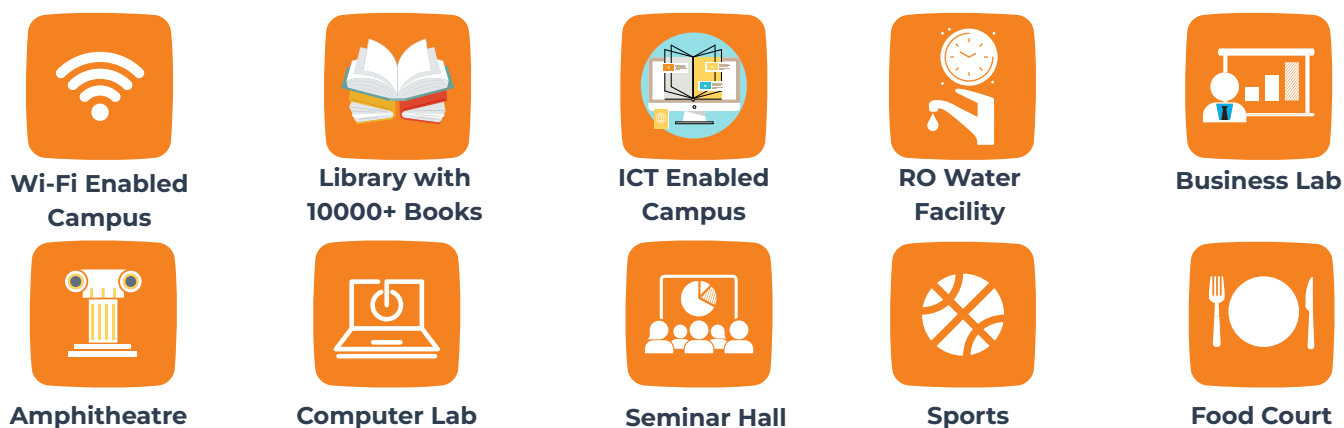 Wi-Fi Enabled
Campus
Library with
10000+ Books
ICT Enabled
Campus
RO Water
Facility
Business Lab
Amphitheatre
Computer Lab
Seminar Hall
Sports
Food Court